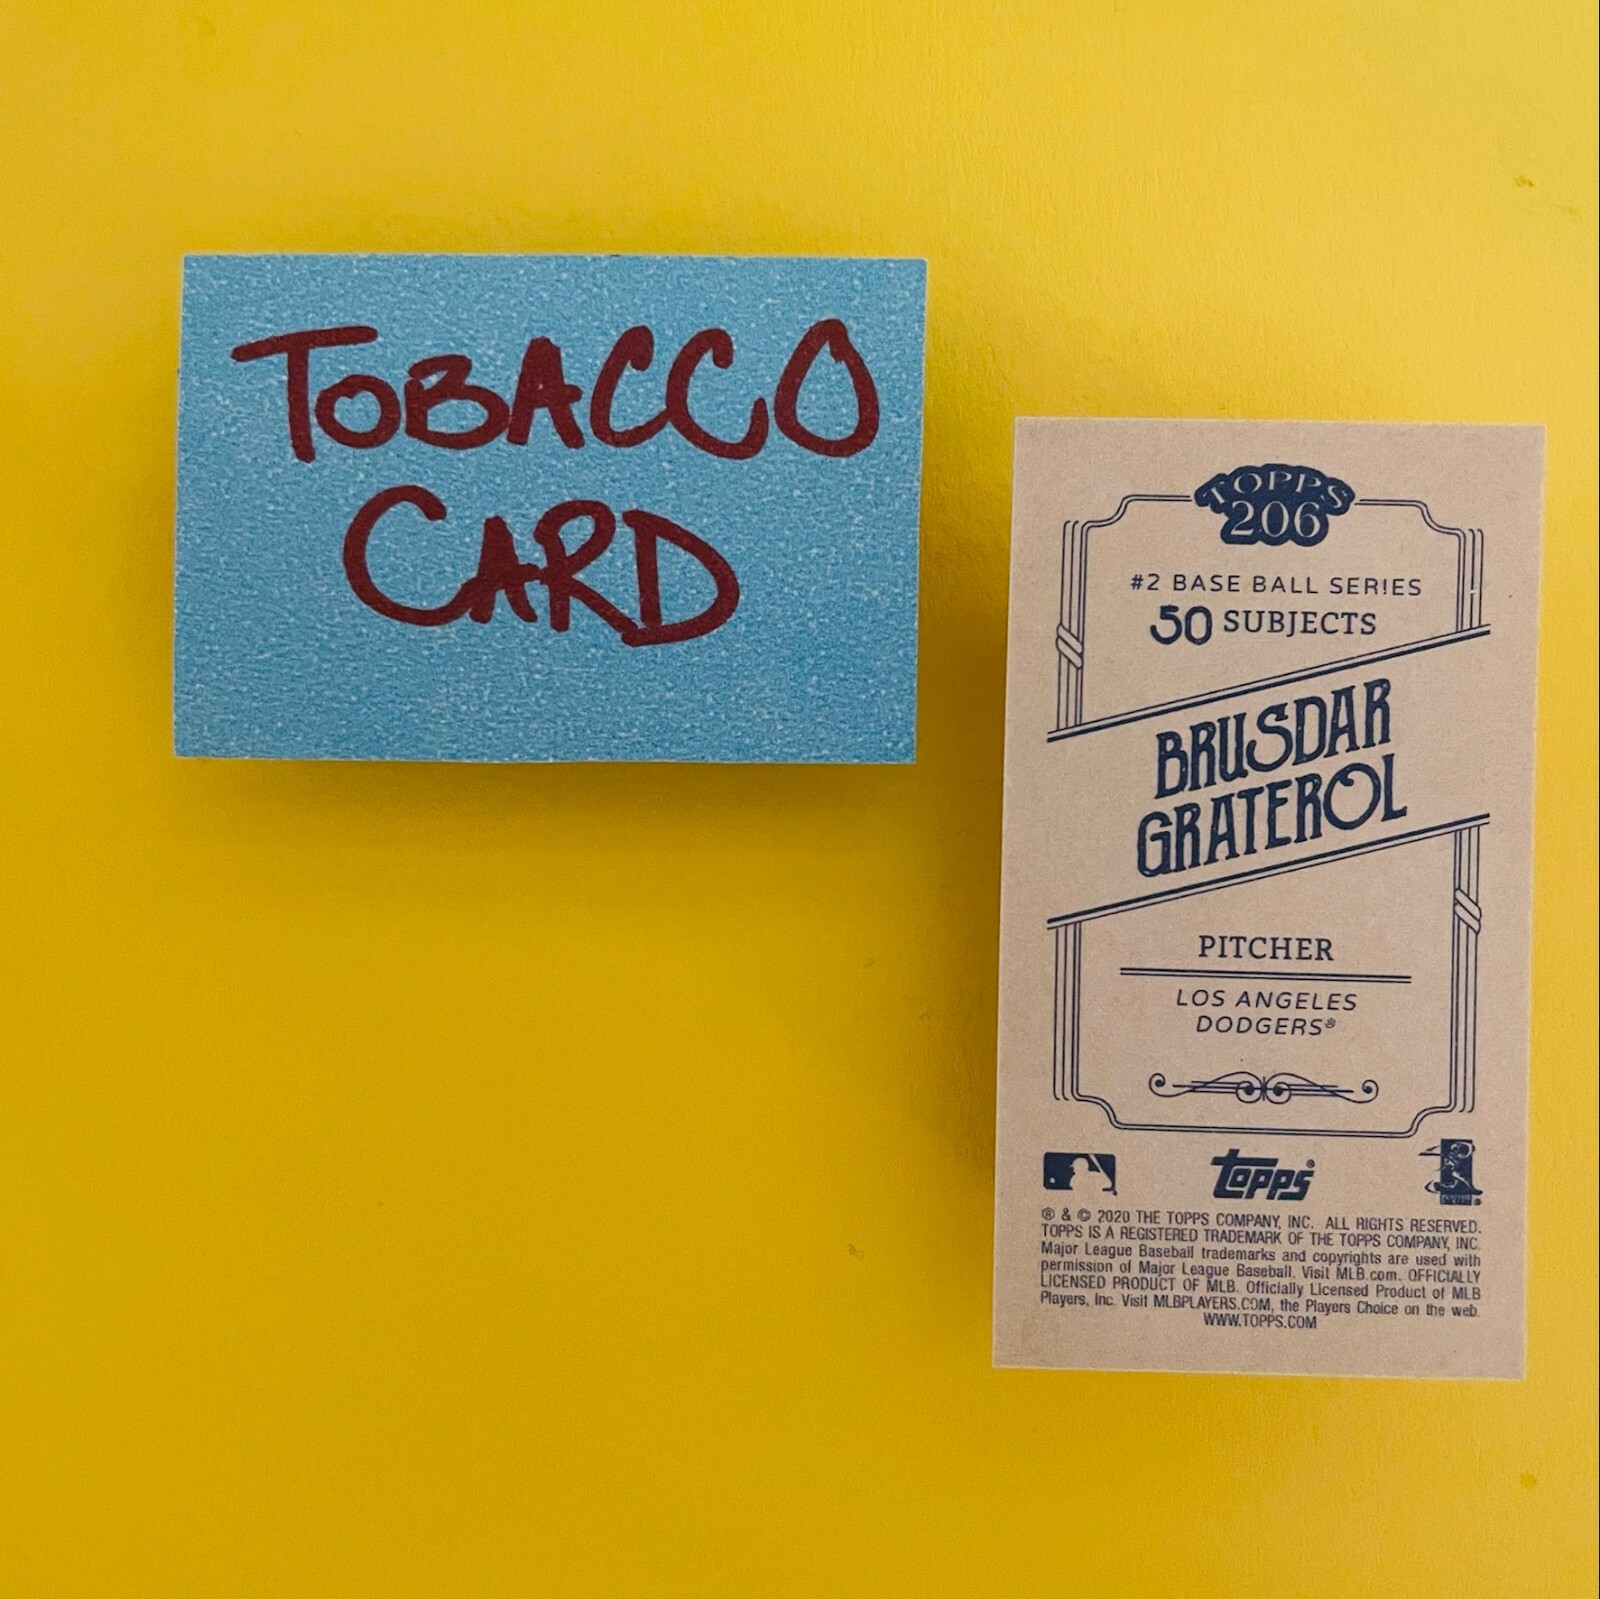 TOBACCO
CARD
TOPPS
206
#2 BASE BALL SERIES
50 SUBJECTS
BRUSDAR
GRATEROL
PITCHER
LOS ANGELES
DODGERS®
topps®
® & © 2020 THE TOPPS COMPANY, INC. ALL RIGHTS RESERVED.
TOPPS IS A REGISTERED TRADEMARK OF THE TOPPS COMPANY, INC.
Major League Baseball trademarks and copyrights are used with
permission of Major League Baseball. Visit MLB.com. OFFICIALLY
LICENSED PRODUCT OF MLB. Officially Licensed Product of MLB
Players, Inc. Visit MLBPLAYERS.COM, the Players Choice on the web.
WWW.TOPPS.COM